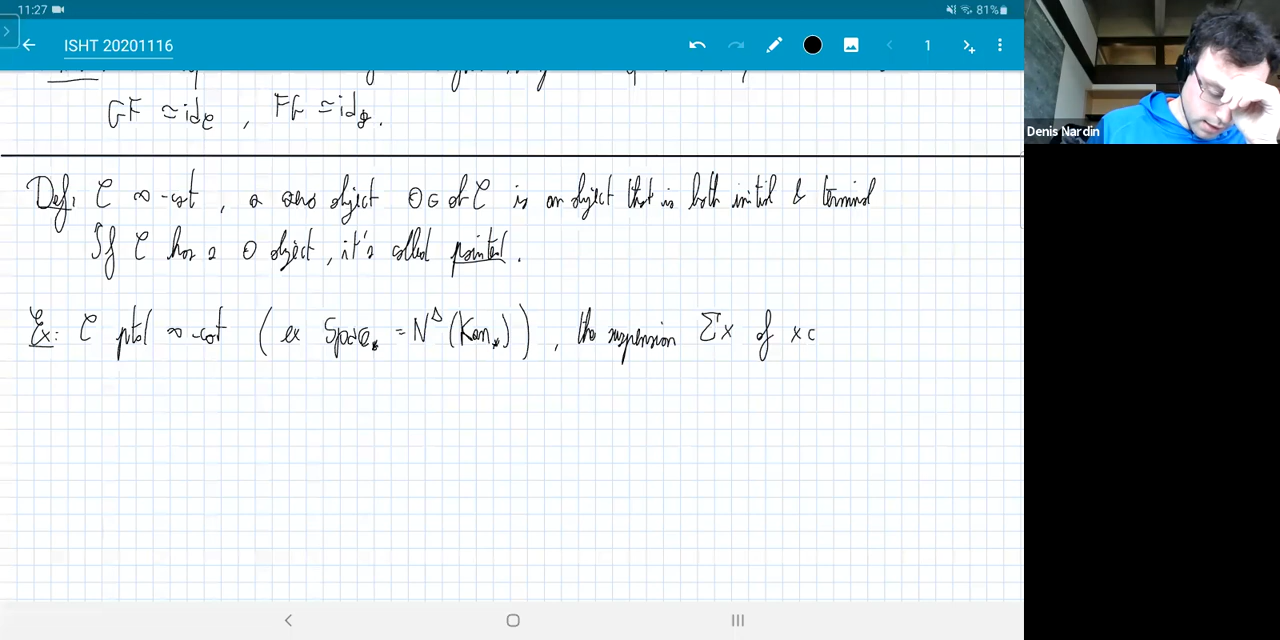 11:27
81%
ISHT 20201116
1
GF ≃ id_C , FG ≃ id_D.
Def: C ∞-cat , a zero object 0 ∈ ob C is an object that is both initial & terminal
If C has a 0 object, it's called pointed.
Ex: C ptd ∞-cat ( ex Space_* = N^Δ (Kan_*) ) , the suspension Σx of x ∈
Denis Nardin